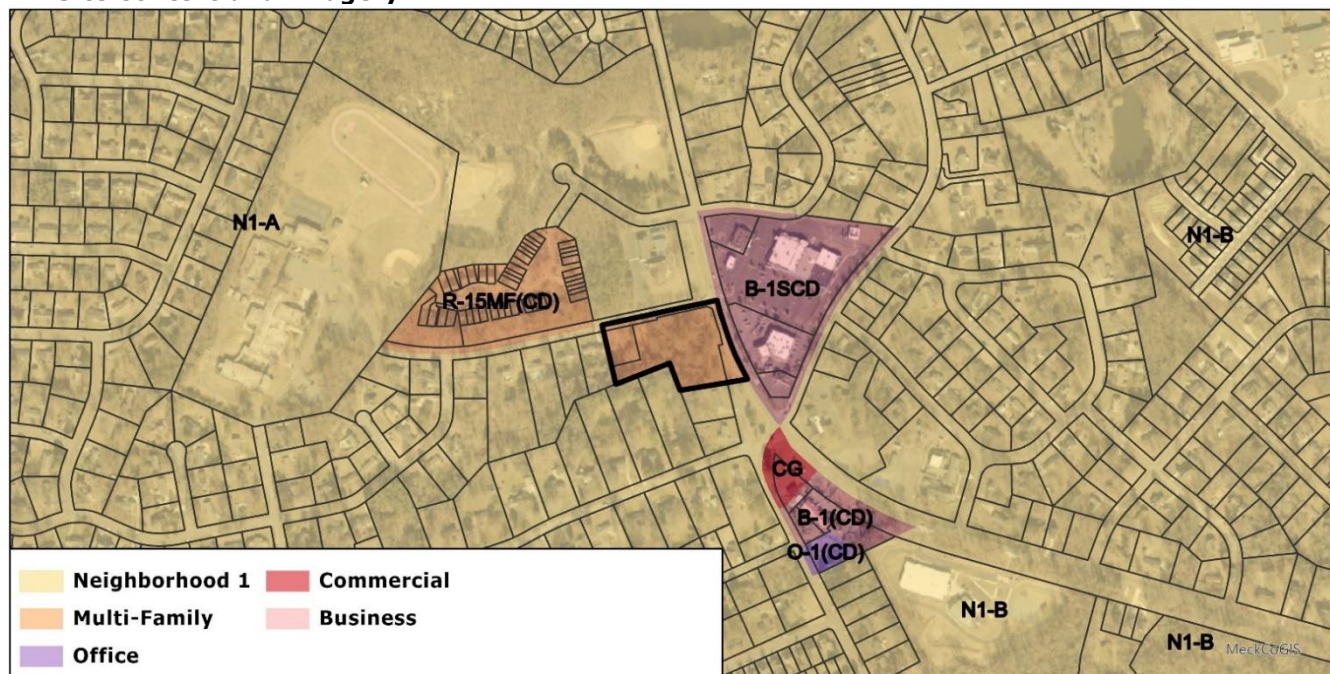 N1-A
N1-B
B-1SCD
R-15MF(CD)
CG
B-1(CD)
O-1(CD)
N1-B
N1-B
Neighborhood 1
Commercial
Multi-Family
Business
Office
MeckCoGIS